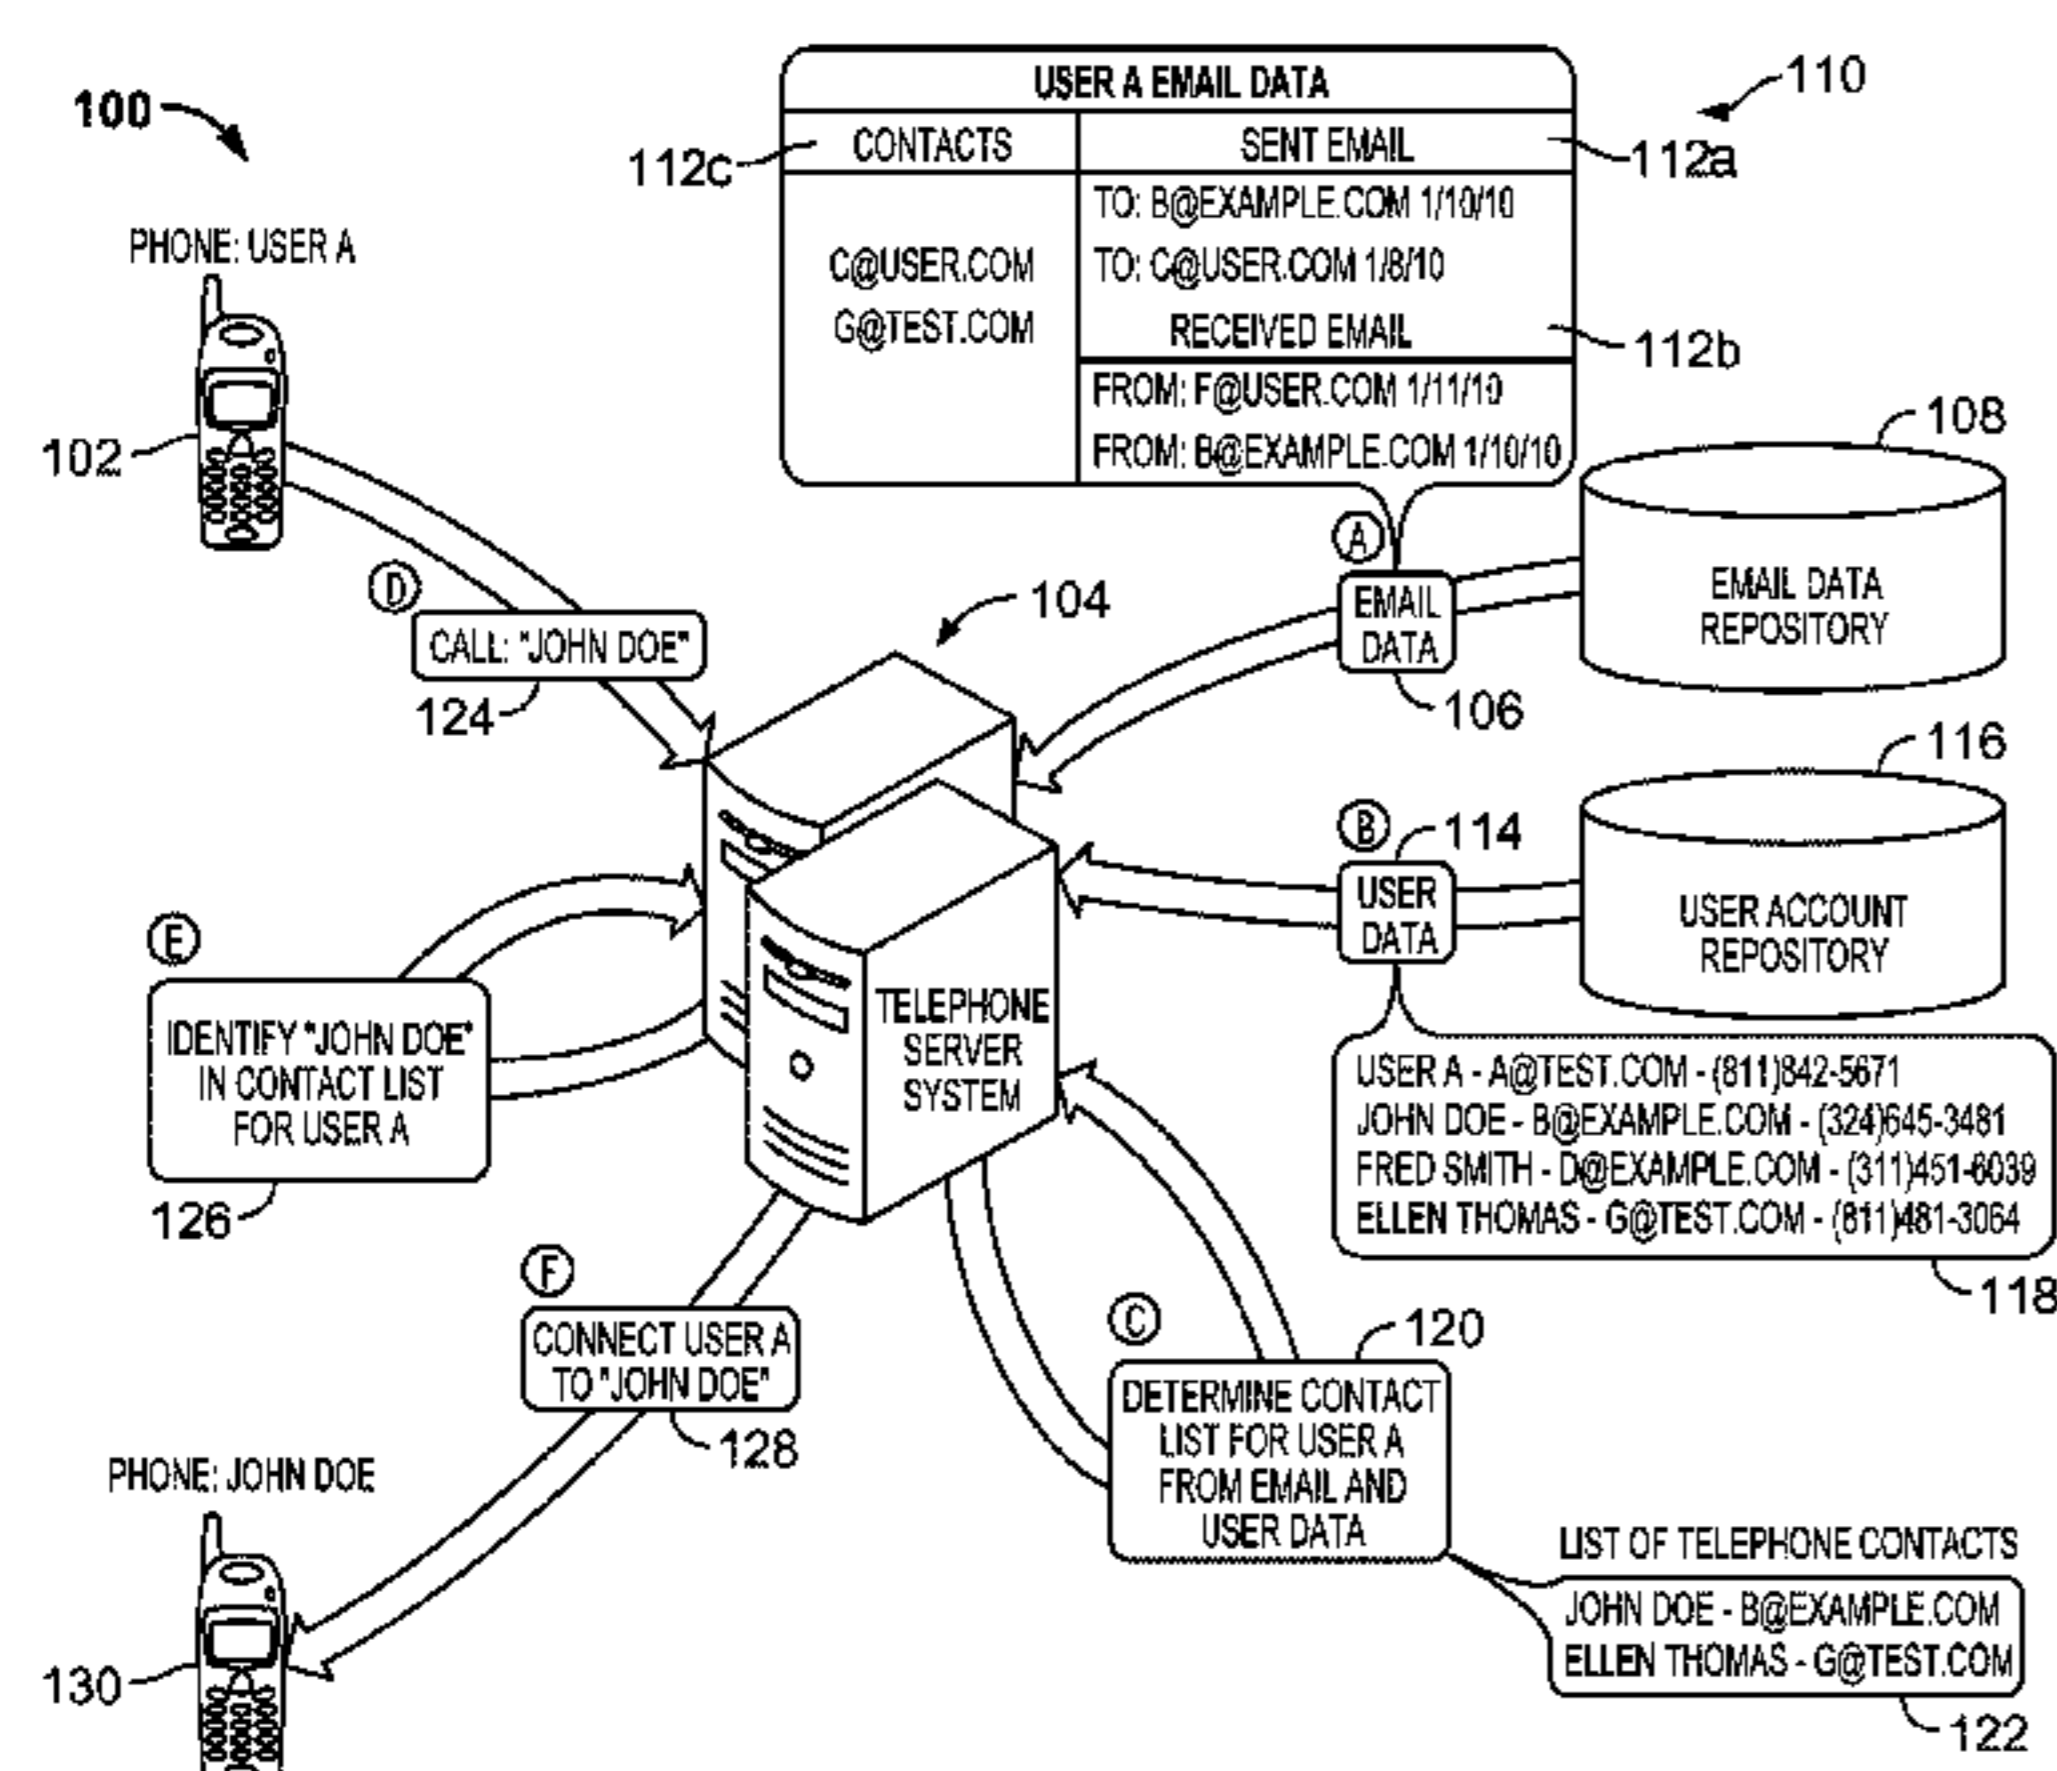 100
110
USER A EMAIL DATA
CONTACTS
SENT EMAIL
112c
112a
TO: B@EXAMPLE.COM 1/10/10
C@USER.COM
TO: C@USER.COM 1/8/10
G@TEST.COM
RECEIVED EMAIL
112b
FROM: F@USER.COM 1/11/10
FROM: B@EXAMPLE.COM 1/10/10
PHONE: USER A
102
108
A
EMAIL
DATA
106
EMAIL DATA
REPOSITORY
D
CALL: "JOHN DOE"
124
104
116
B
114
USER
DATA
USER ACCOUNT
REPOSITORY
E
IDENTIFY "JOHN DOE"
IN CONTACT LIST
FOR USER A
126
TELEPHONE
SERVER
SYSTEM
USER A - A@TEST.COM - (811)842-5671
JOHN DOE - B@EXAMPLE.COM - (324)645-3481
FRED SMITH - D@EXAMPLE.COM - (311)451-6039
ELLEN THOMAS - G@TEST.COM - (811)481-3064
118
F
CONNECT USER A
TO "JOHN DOE"
128
C
120
DETERMINE CONTACT
LIST FOR USER A
FROM EMAIL AND
USER DATA
PHONE: JOHN DOE
130
LIST OF TELEPHONE CONTACTS
JOHN DOE - B@EXAMPLE.COM
ELLEN THOMAS - G@TEST.COM
122